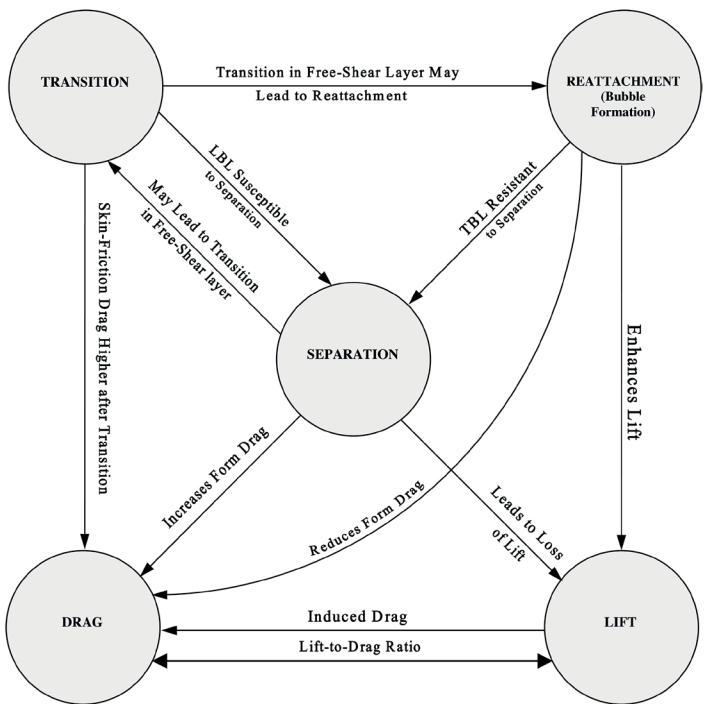 TRANSITION
Transition in Free-Shear Layer May
Lead to Reattachment
REATTACHMENT
(Bubble
Formation)
LBL Susceptible
to Separation
May Lead to Transition
in Free-Shear layer
TBL Resistant
to Separation
Skin-Friction Drag Higher after Transition
SEPARATION
Enhances Lift
Increases Form Drag
Reduces Form Drag
Leads to Loss
of Lift
DRAG
Induced Drag
Lift-to-Drag Ratio
LIFT